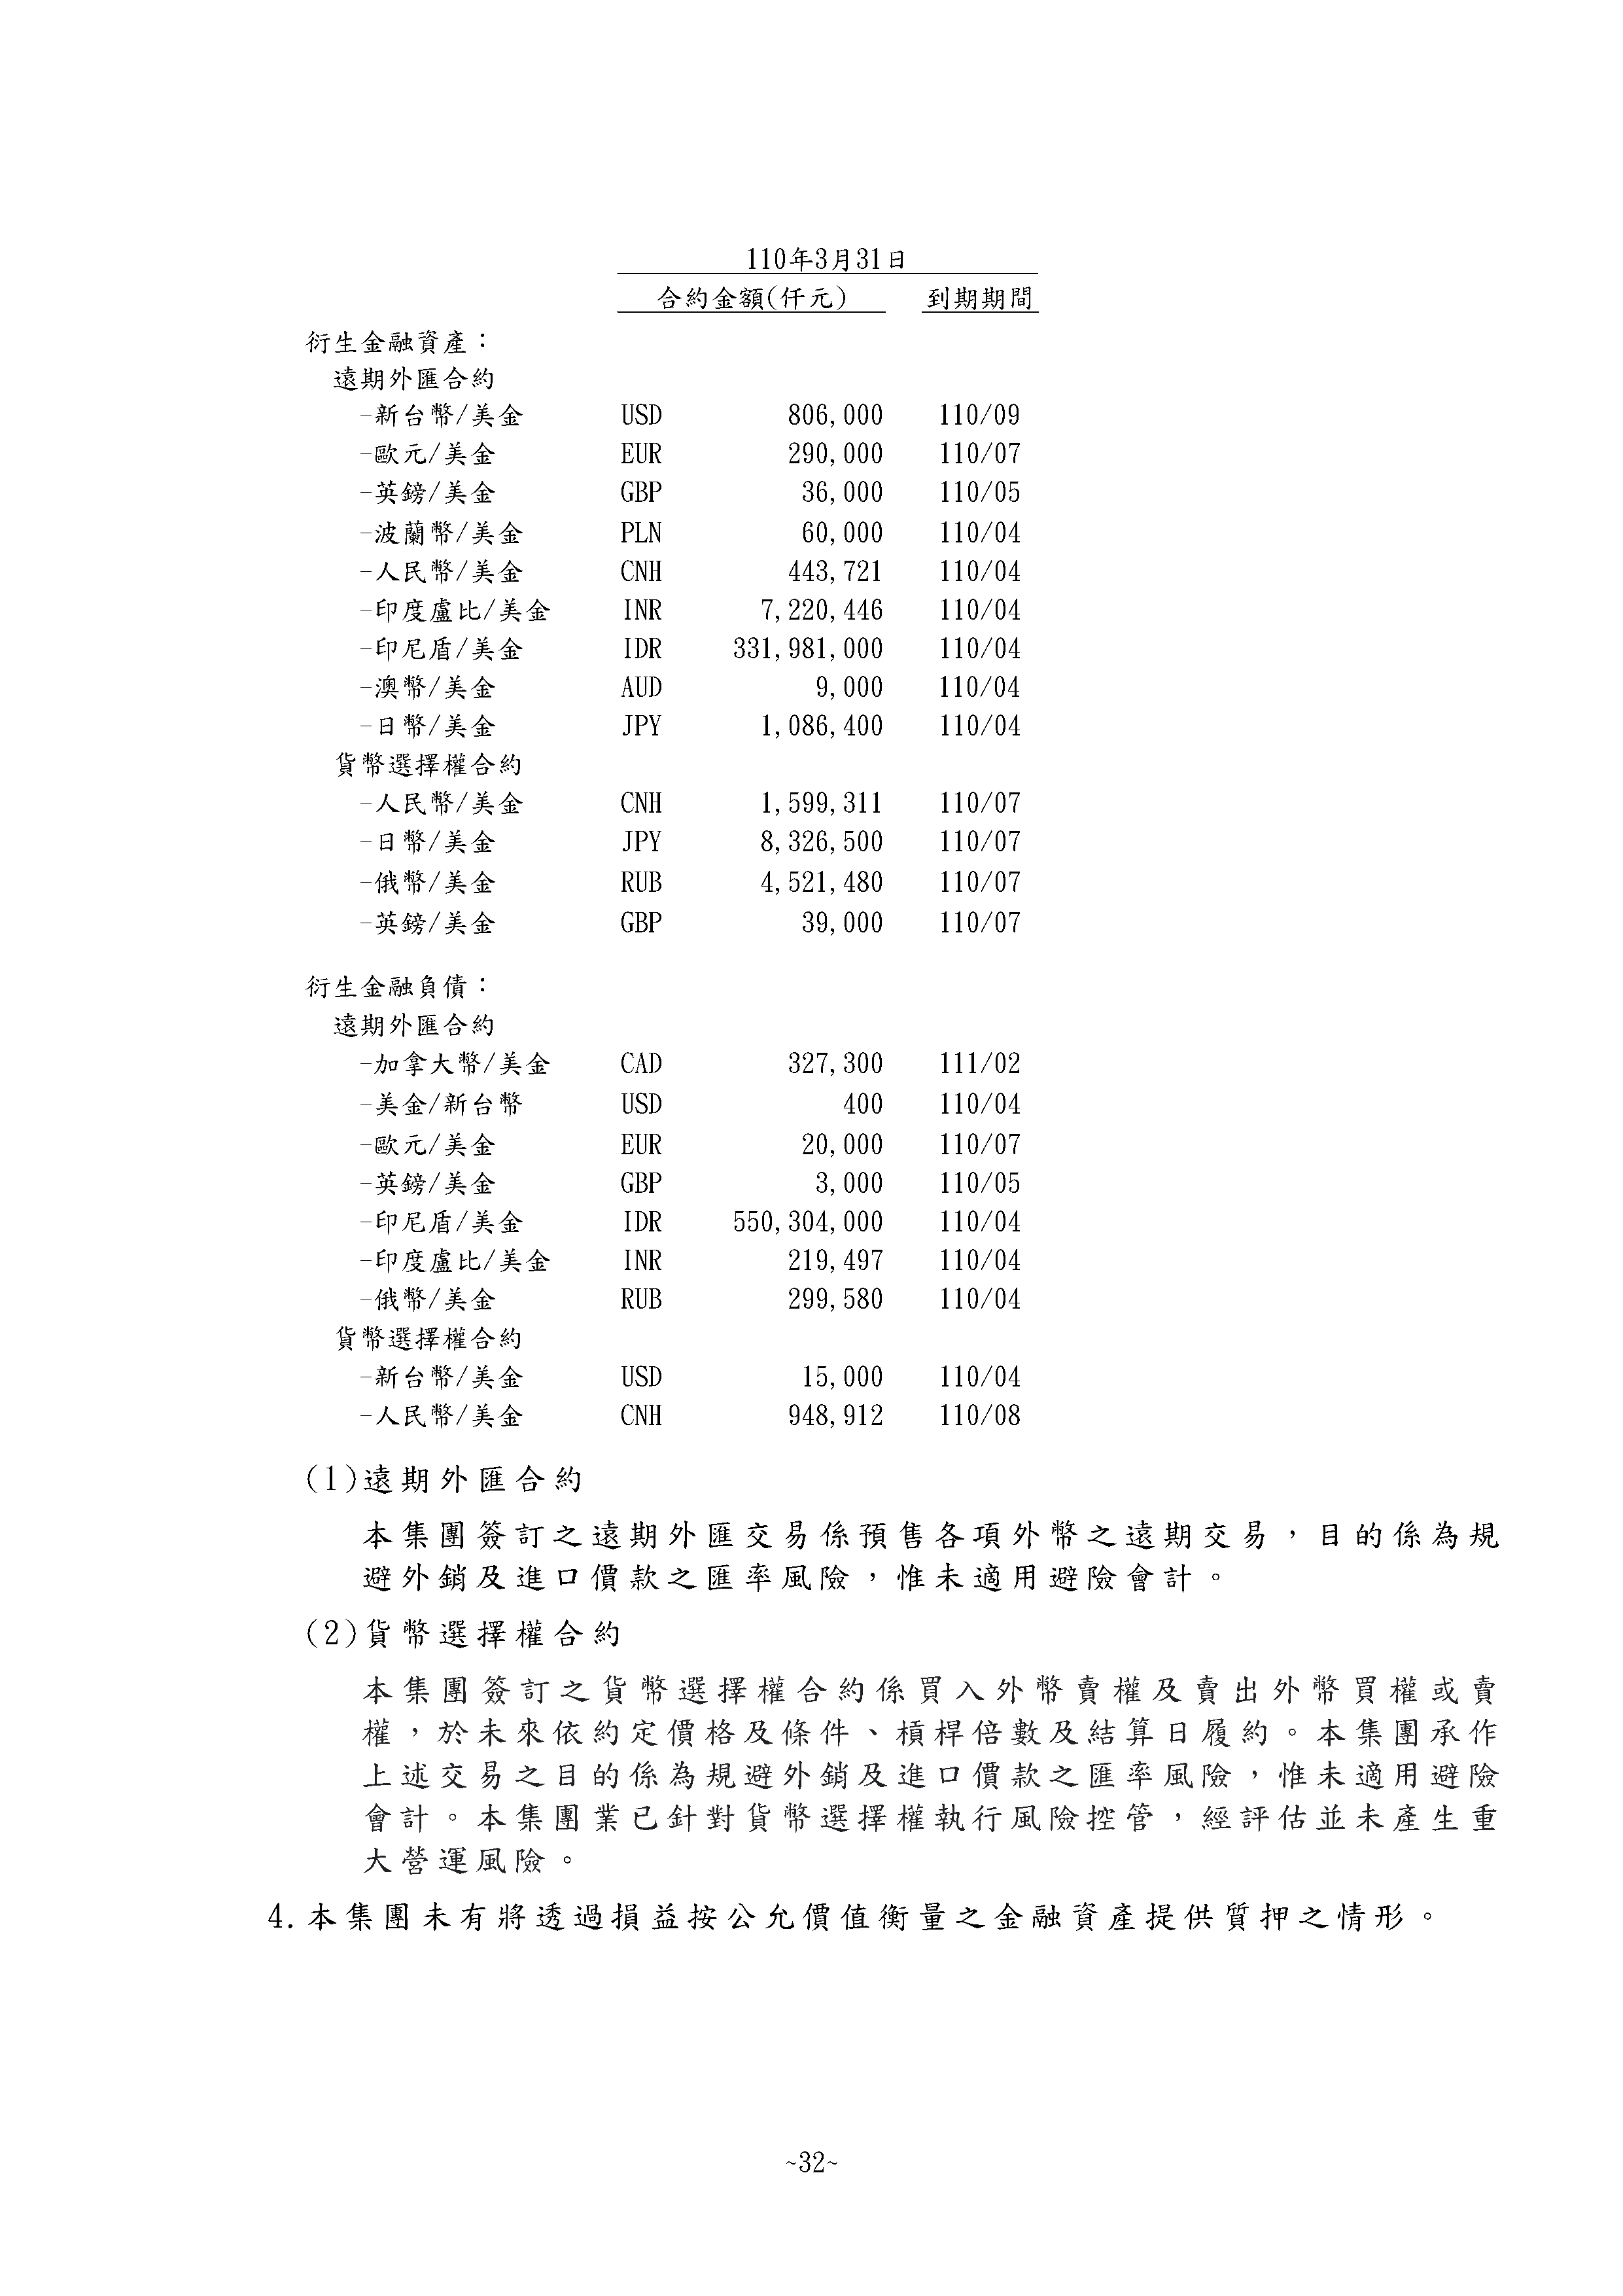 110年3月31日
合約金額(仟元) 到期期間
衍生金融資產：
遠期外匯合約
-新台幣/美金 USD 806,000 110/09
-歐元/美金 EUR 290,000 110/07
-英鎊/美金 GBP 36,000 110/05
-波蘭幣/美金 PLN 60,000 110/04
-人民幣/美金 CNH 443,721 110/04
-印度盧比/美金 INR 7,220,446 110/04
-印尼盾/美金 IDR 331,981,000 110/04
-澳幣/美金 AUD 9,000 110/04
-日幣/美金 JPY 1,086,400 110/04
貨幣選擇權合約
-人民幣/美金 CNH 1,599,311 110/07
-日幣/美金 JPY 8,326,500 110/07
-俄幣/美金 RUB 4,521,480 110/07
-英鎊/美金 GBP 39,000 110/07
衍生金融負債：
遠期外匯合約
-加拿大幣/美金 CAD 327,300 111/02
-美金/新台幣 USD 400 110/04
-歐元/美金 EUR 20,000 110/07
-英鎊/美金 GBP 3,000 110/05
-印尼盾/美金 IDR 550,304,000 110/04
-印度盧比/美金 INR 219,497 110/04
-俄幣/美金 RUB 299,580 110/04
貨幣選擇權合約
-新台幣/美金 USD 15,000 110/04
-人民幣/美金 CNH 948,912 110/08
(1)遠期外匯合約
本集團簽訂之遠期外匯交易係預售各項外幣之遠期交易，目的係為規
避外銷及進口價款之匯率風險，惟未適用避險會計。
(2)貨幣選擇權合約
本集團簽訂之貨幣選擇權合約係買入外幣賣權及賣出外幣買權或賣
權，於未來依約定價格及條件、槓桿倍數及結算日履約。本集團承作
上述交易之目的係為規避外銷及進口價款之匯率風險，惟未適用避險
會計。本集團業已針對貨幣選擇權執行風險控管，經評估並未產生重
大營運風險。
4.本集團未有將透過損益按公允價值衡量之金融資產提供質押之情形。
~32~